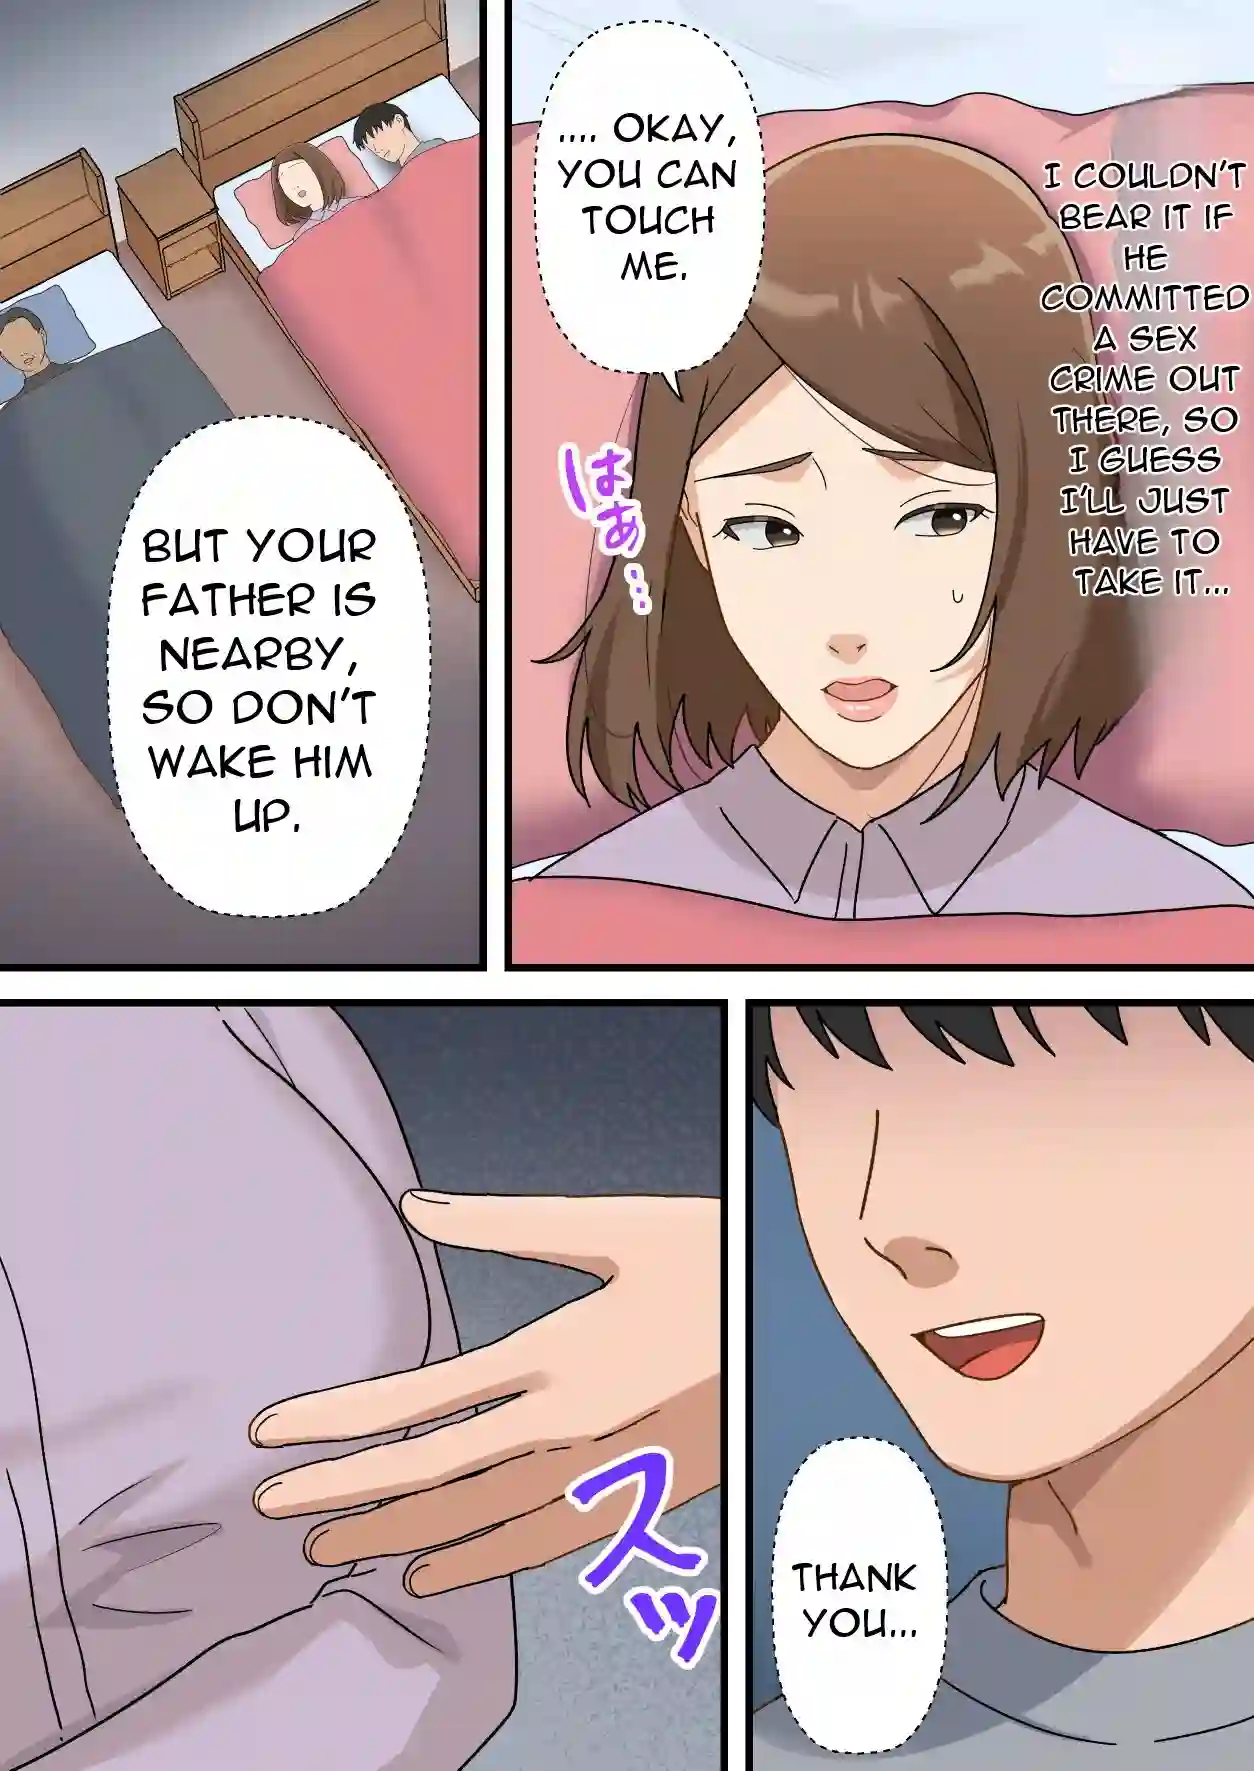 I COULDN'T
BEAR IT IF
HE
COMMITTED
A SEX
CRIME OUT
THERE, SO
I GUESS
I'LL JUST
HAVE TO
TAKE IT...
.... OKAY,
YOU CAN
TOUCH
ME.
はぁ…
BUT YOUR
FATHER IS
NEARBY,
SO DON'T
WAKE HIM
UP.
THANK
YOU...
スッ